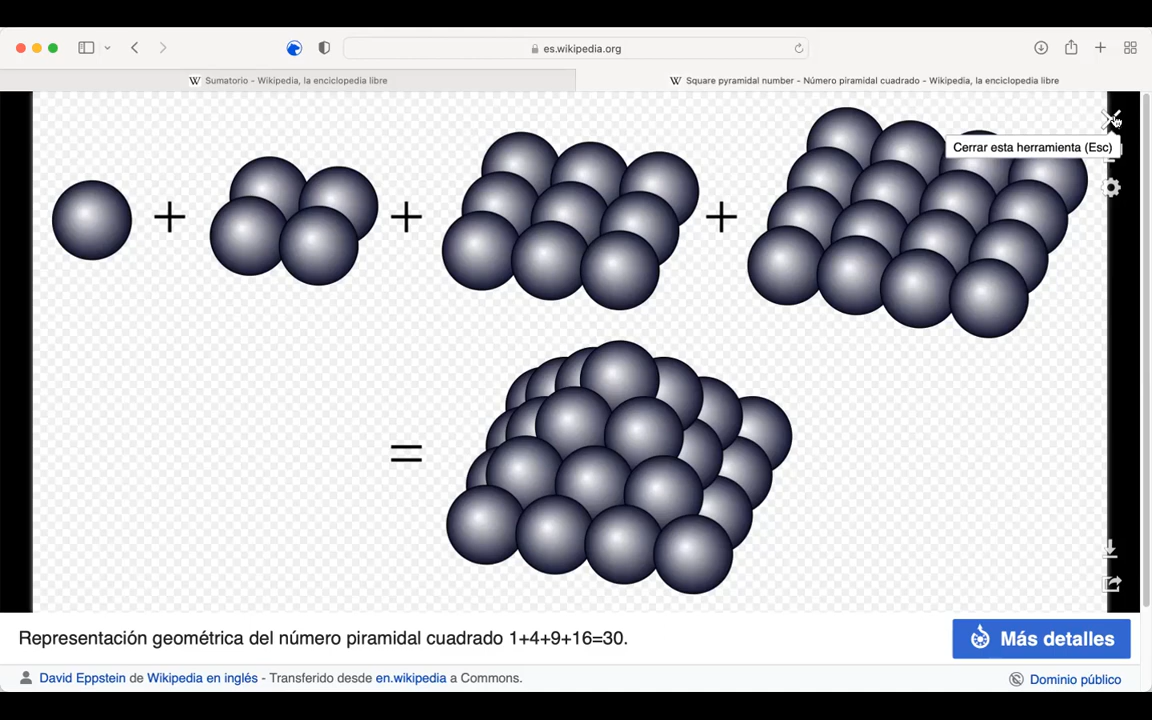 es.wikipedia.org
Sumatorio – Wikipedia, la enciclopedia libre
Square pyramidal number - Número piramidal cuadrado – Wikipedia, la enciclopedia libre
Cerrar esta herramienta (Esc)
+ + +
=
Representación geométrica del número piramidal cuadrado 1+4+9+16=30.
Más detalles
David Eppstein de Wikipedia en inglés - Transferido desde en.wikipedia a Commons.
Dominio público